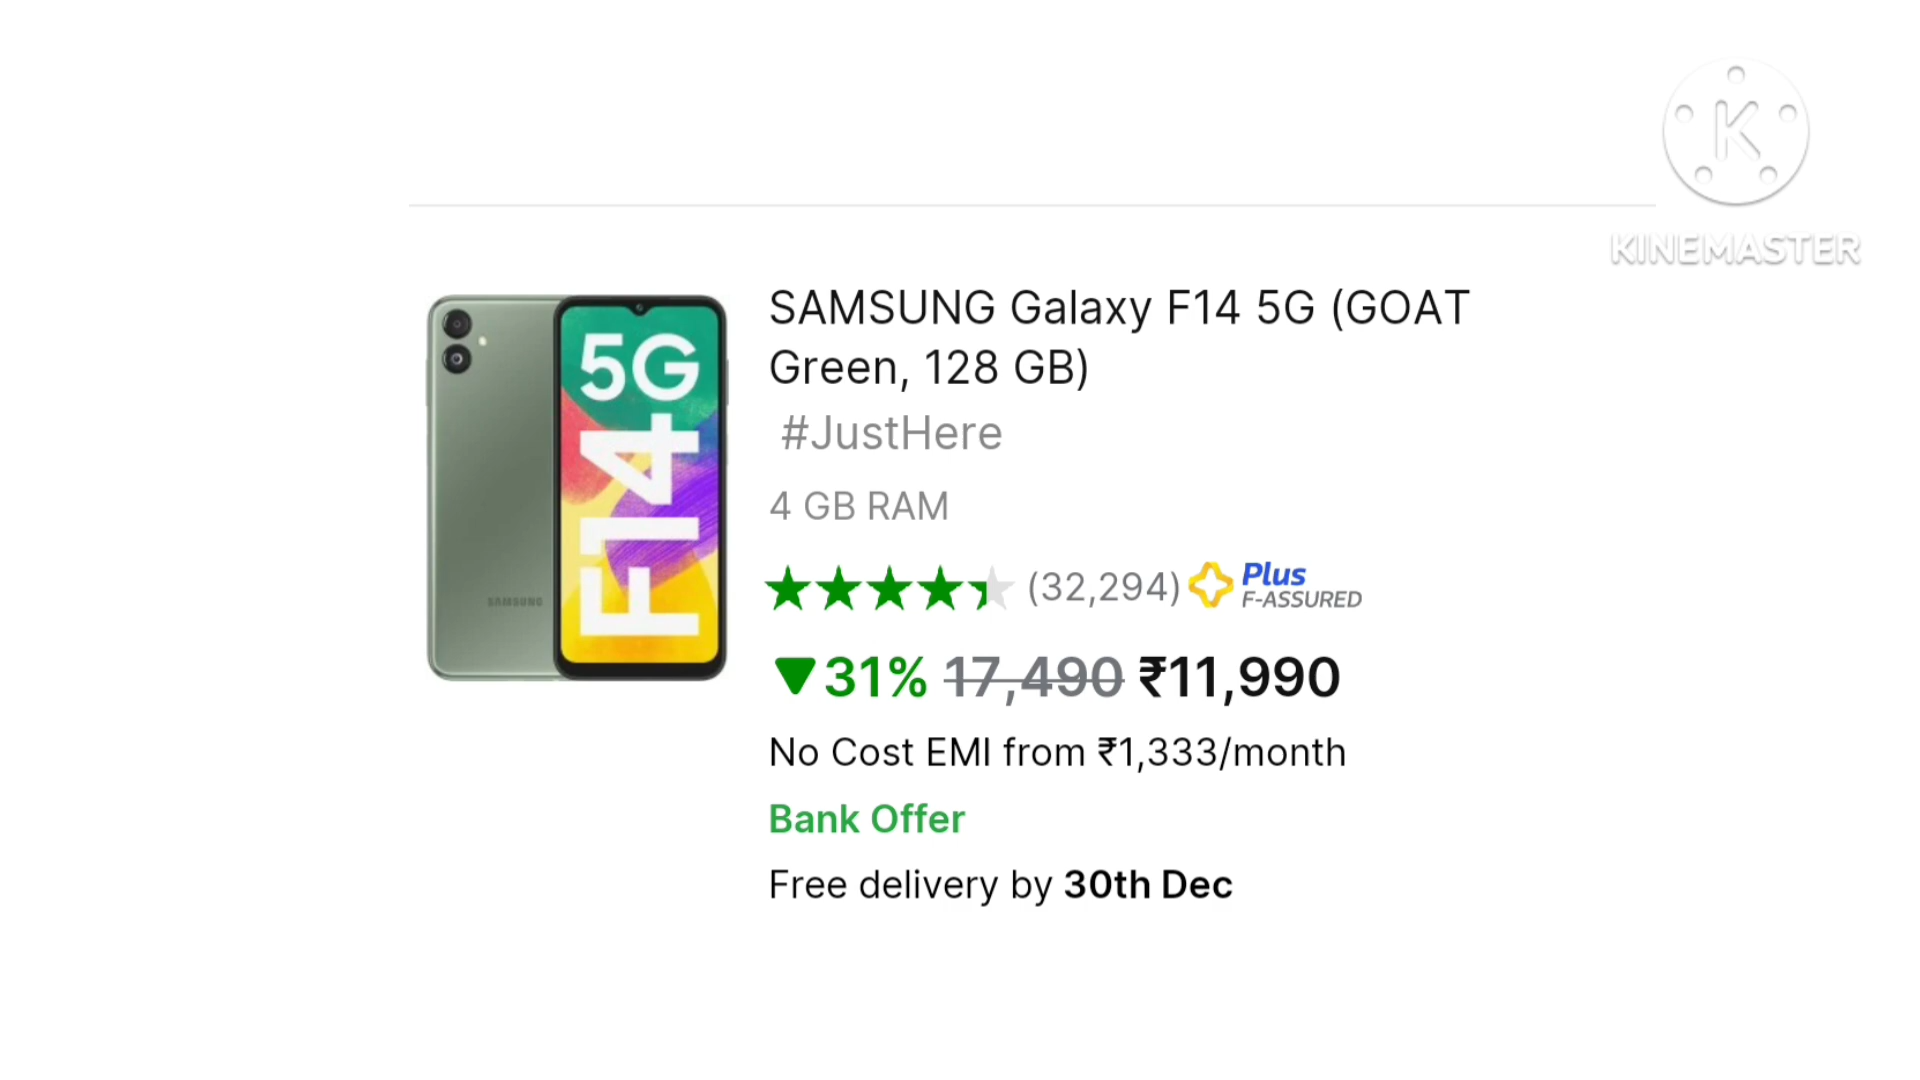 K
KINEMASTER
SAMSUNG Galaxy F14 5G (GOAT
Green, 128 GB)
#JustHere
4 GB RAM
(32,294) Plus
F-ASSURED
31% 17,490 ₹11,990
No Cost EMI from ₹1,333/month
Bank Offer
Free delivery by 30th Dec
5G
F14
SAMSUNG